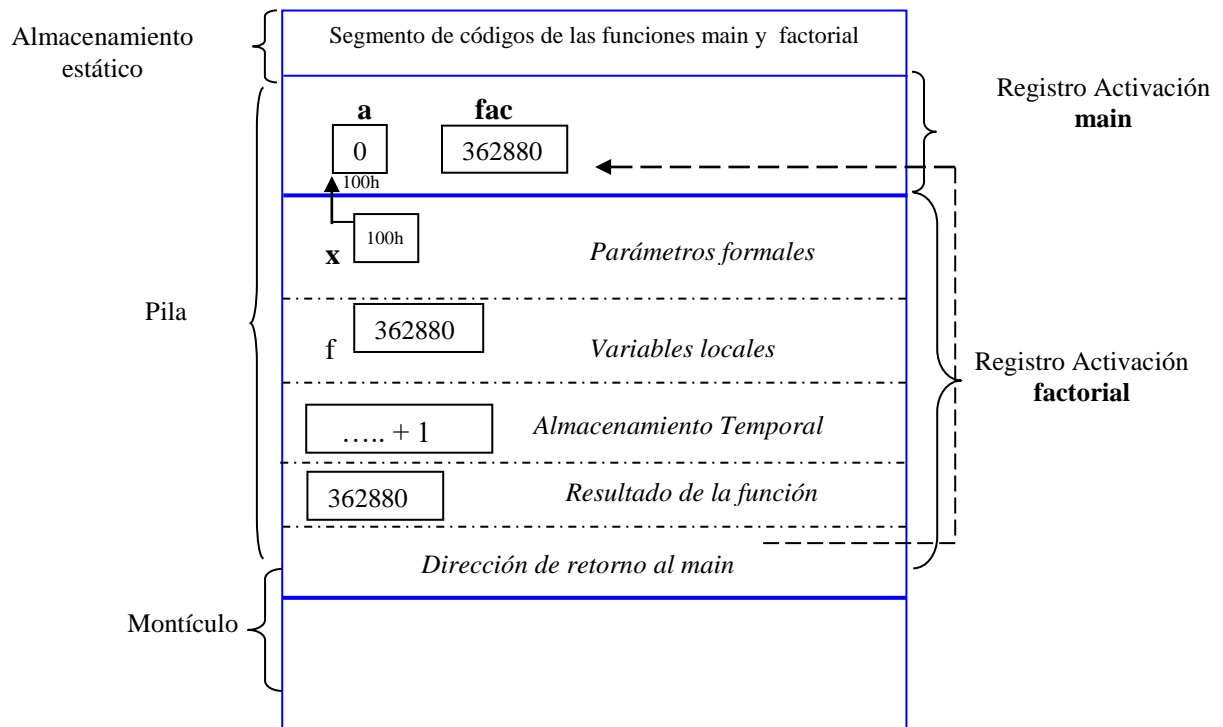 Almacenamiento
estático
Segmento de códigos de las funciones main y factorial
Registro Activación
main
a
fac
0
362880
100h
x
100h
Parámetros formales
Pila
f
362880
Variables locales
Registro Activación
factorial
….. + 1
Almacenamiento Temporal
362880
Resultado de la función
Dirección de retorno al main
Montículo